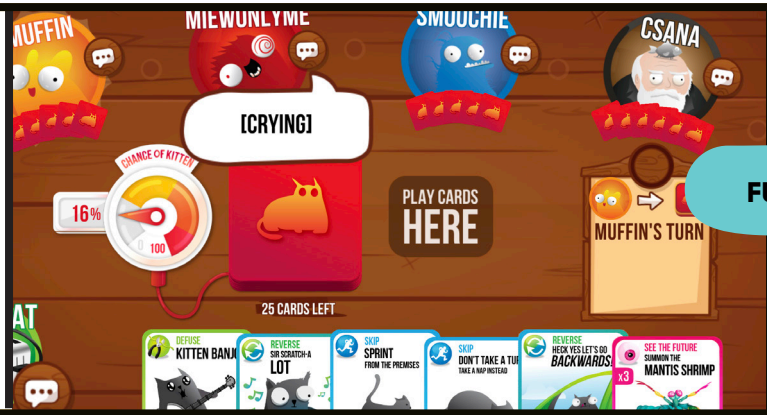 MUFFIN
MIEWONLYME
SMOOCHIE
CSANA
[CRYING]
CHANCE OF KITTEN
16%
0
100
PLAY CARDS
HERE
MUFFIN'S TURN
25 CARDS LEFT
DEFUSE
KITTEN BANJ
REVERSE
SIR SCRATCH-A
LOT
SKIP
SPRINT
FROM THE PREMISES
SKIP
DON'T TAKE A TU
TAKE A NAP INSTEAD
REVERSE
HECK YES LET'S GO
BACKWARDS
SEE THE FUTURE
SUMMON THE
MANTIS SHRIMP
x3